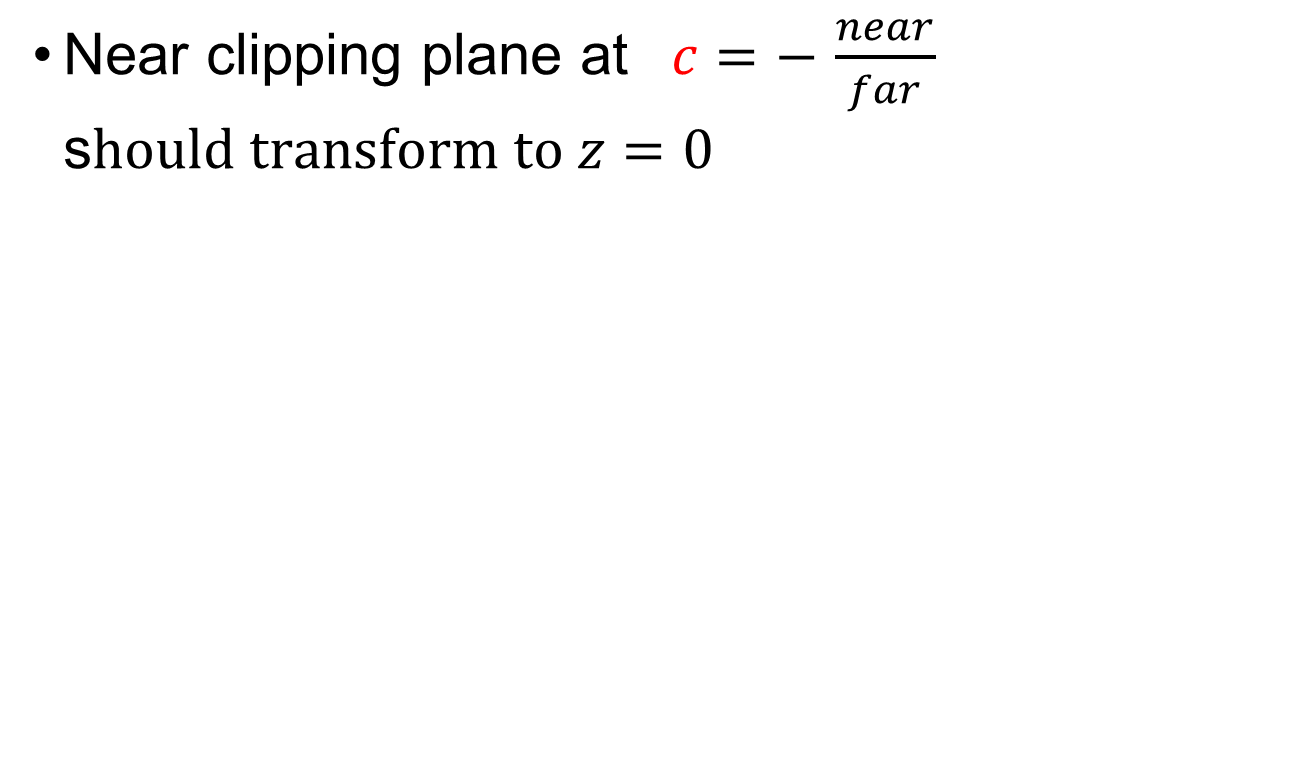 • Near clipping plane at c = − near/far
should transform to z = 0